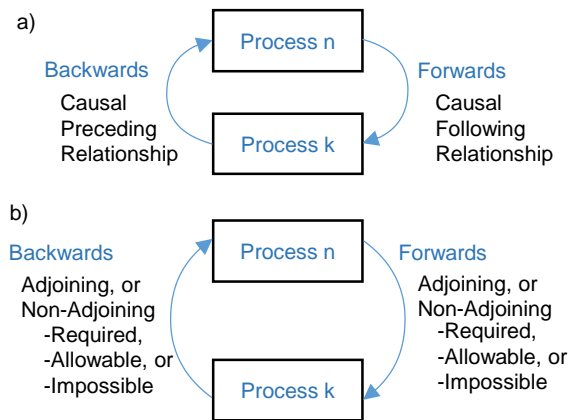 a)
Process n
Backwards
Causal
Preceding
Relationship
Forwards
Causal
Following
Relationship
Process k
b)
Process n
Backwards
Adjoining, or
Non-Adjoining
-Required,
-Allowable, or
-Impossible
Forwards
Adjoining, or
Non-Adjoining
-Required,
-Allowable, or
-Impossible
Process k